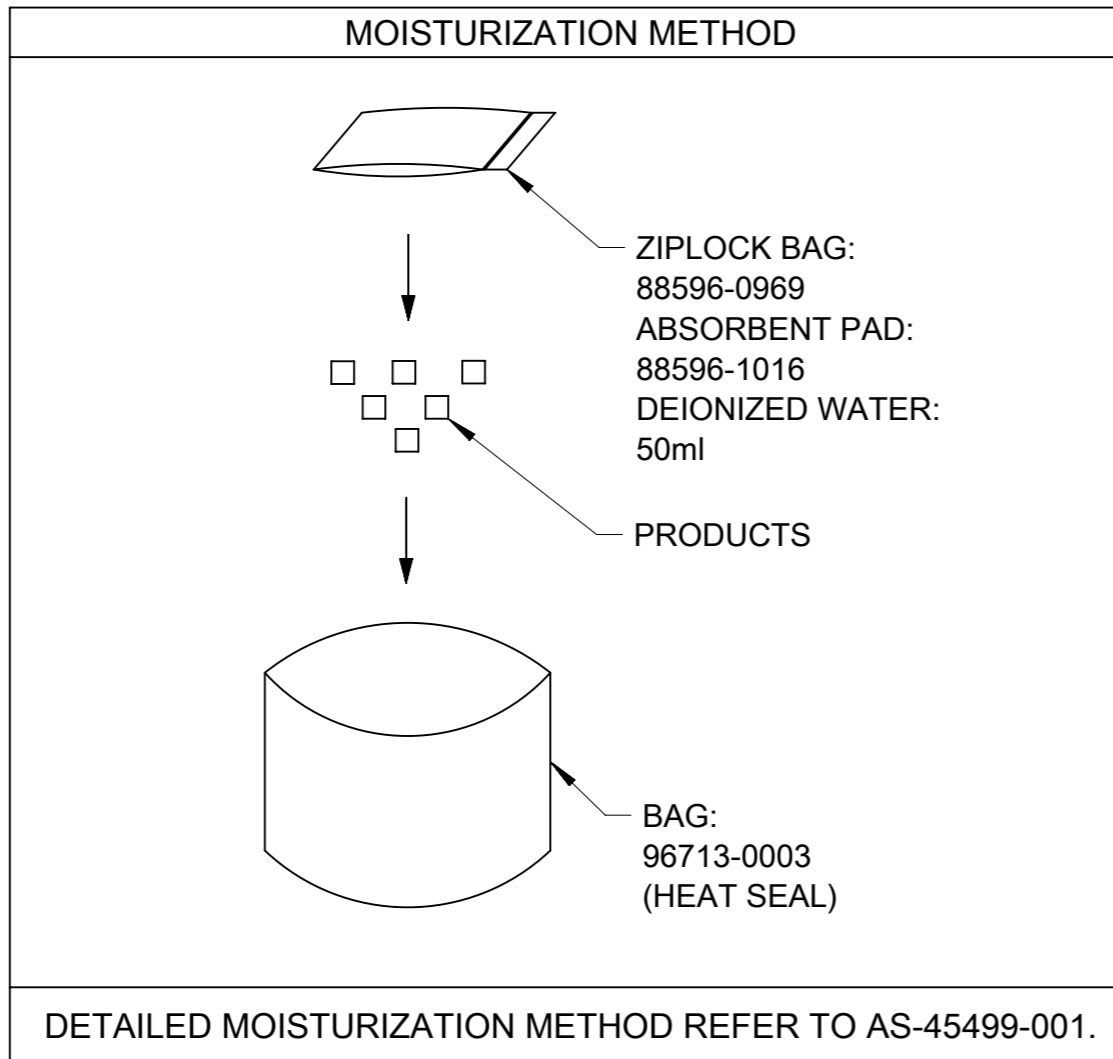 MOISTURIZATION METHOD
ZIPLOCK BAG:
88596-0969
ABSORBENT PAD:
88596-1016
DEIONIZED WATER:
50ml
PRODUCTS
BAG:
96713-0003
(HEAT SEAL)
DETAILED MOISTURIZATION METHOD REFER TO AS-45499-001.